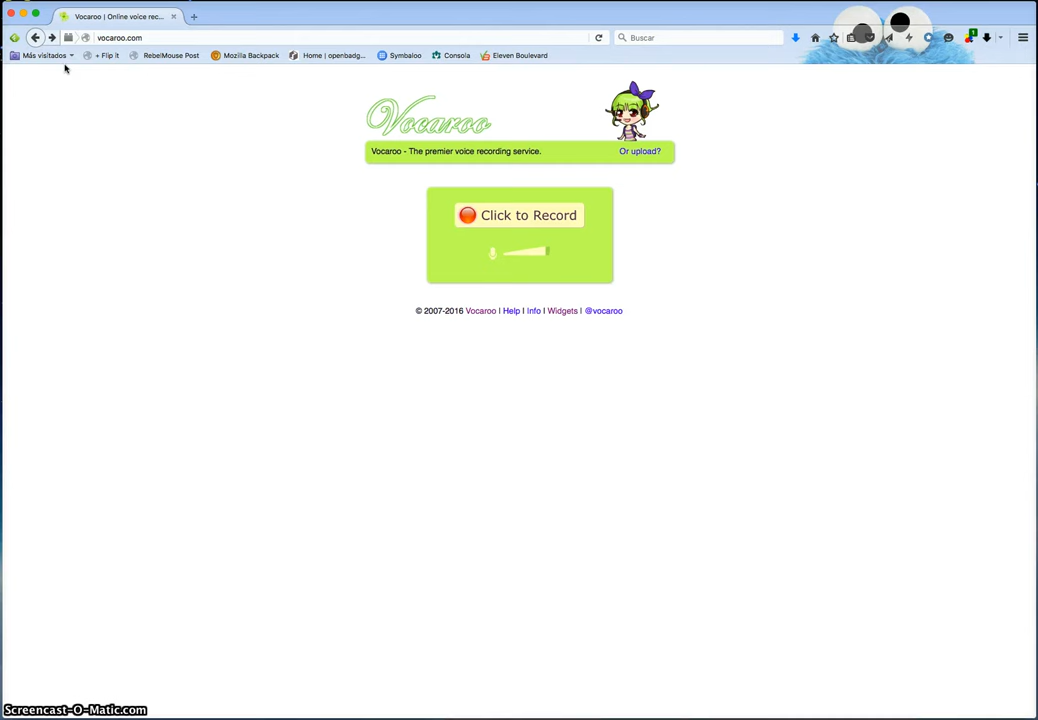 Vocaroo | Online voice rec...
vocaroo.com
Buscar
1
Más visitados
+ Flip it
RebelMouse Post
Mozilla Backpack
Home | openbadg...
Symbaloo
Consola
Eleven Boulevard
Vocaroo
Vocaroo - The premier voice recording service.
Or upload?
Click to Record
© 2007-2016 Vocaroo | Help | Info | Widgets | @vocaroo
Screencast-O-Matic.com